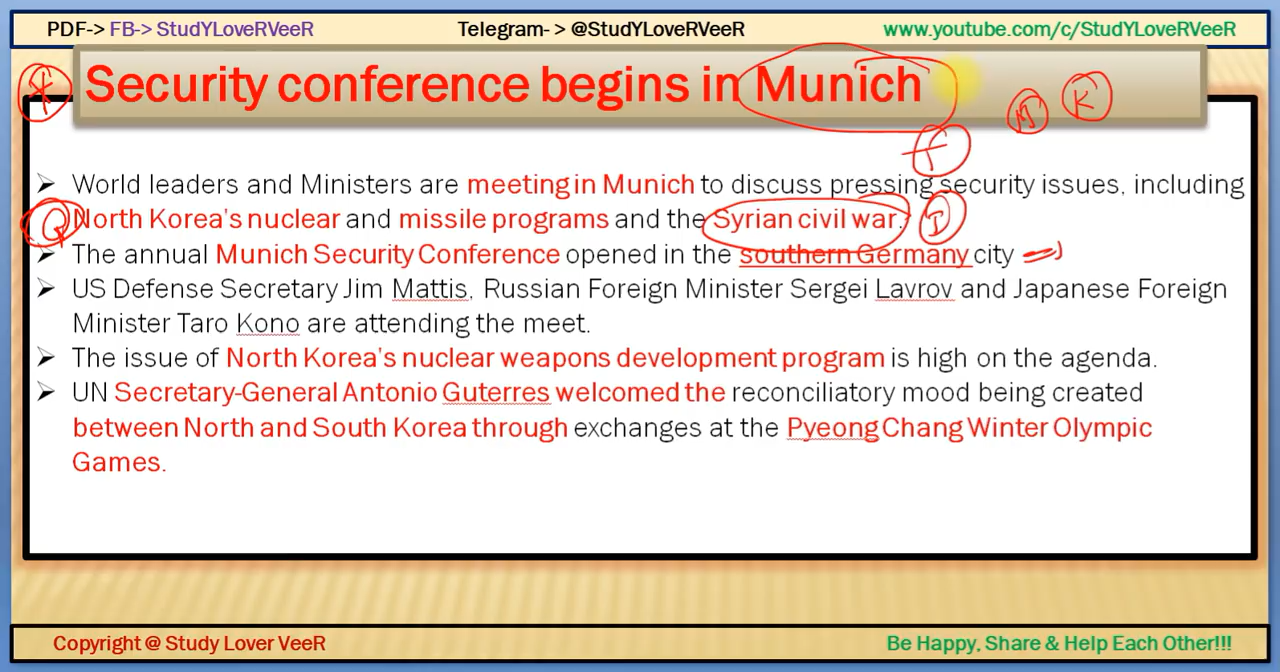 PDF-> FB-> StudYLoveRVeeR Telegram- > @StudYLoveRVeeR www.youtube.com/c/StudYLoveRVeeR
Security conference begins in Munich
K
World leaders and Ministers are meeting in Munich to discuss pressing security issues, including
North Korea's nuclear and missile programs and the Syrian civil war.
The annual Munich Security Conference opened in the southern Germany city
US Defense Secretary Jim Mattis, Russian Foreign Minister Sergei Lavrov and Japanese Foreign
Minister Taro Kono are attending the meet.
The issue of North Korea's nuclear weapons development program is high on the agenda.
UN Secretary-General Antonio Guterres welcomed the reconciliatory mood being created
between North and South Korea through exchanges at the Pyeong Chang Winter Olympic
Games.
Copyright @ Study Lover VeeR Be Happy, Share & Help Each Other!!!